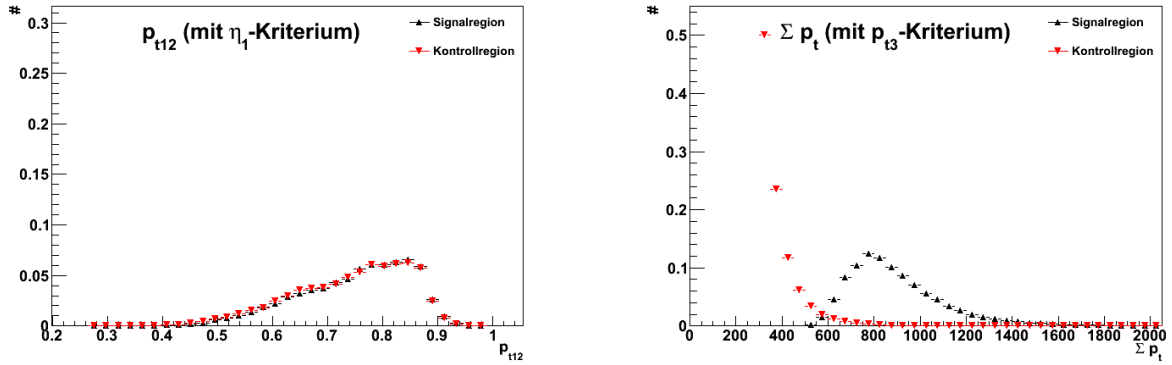 #
p_t12 (mit η_1-Kriterium)
Signalregion
Kontrollregion
0.3
0.25
0.2
0.15
0.1
0.05
0
0.2 0.3 0.4 0.5 0.6 0.7 0.8 0.9 1
p_t12
#
Σ p_t (mit p_t3-Kriterium)
Signalregion
Kontrollregion
0.5
0.4
0.3
0.2
0.1
0
0 200 400 600 800 1000 1200 1400 1600 1800 2000
Σ p_t